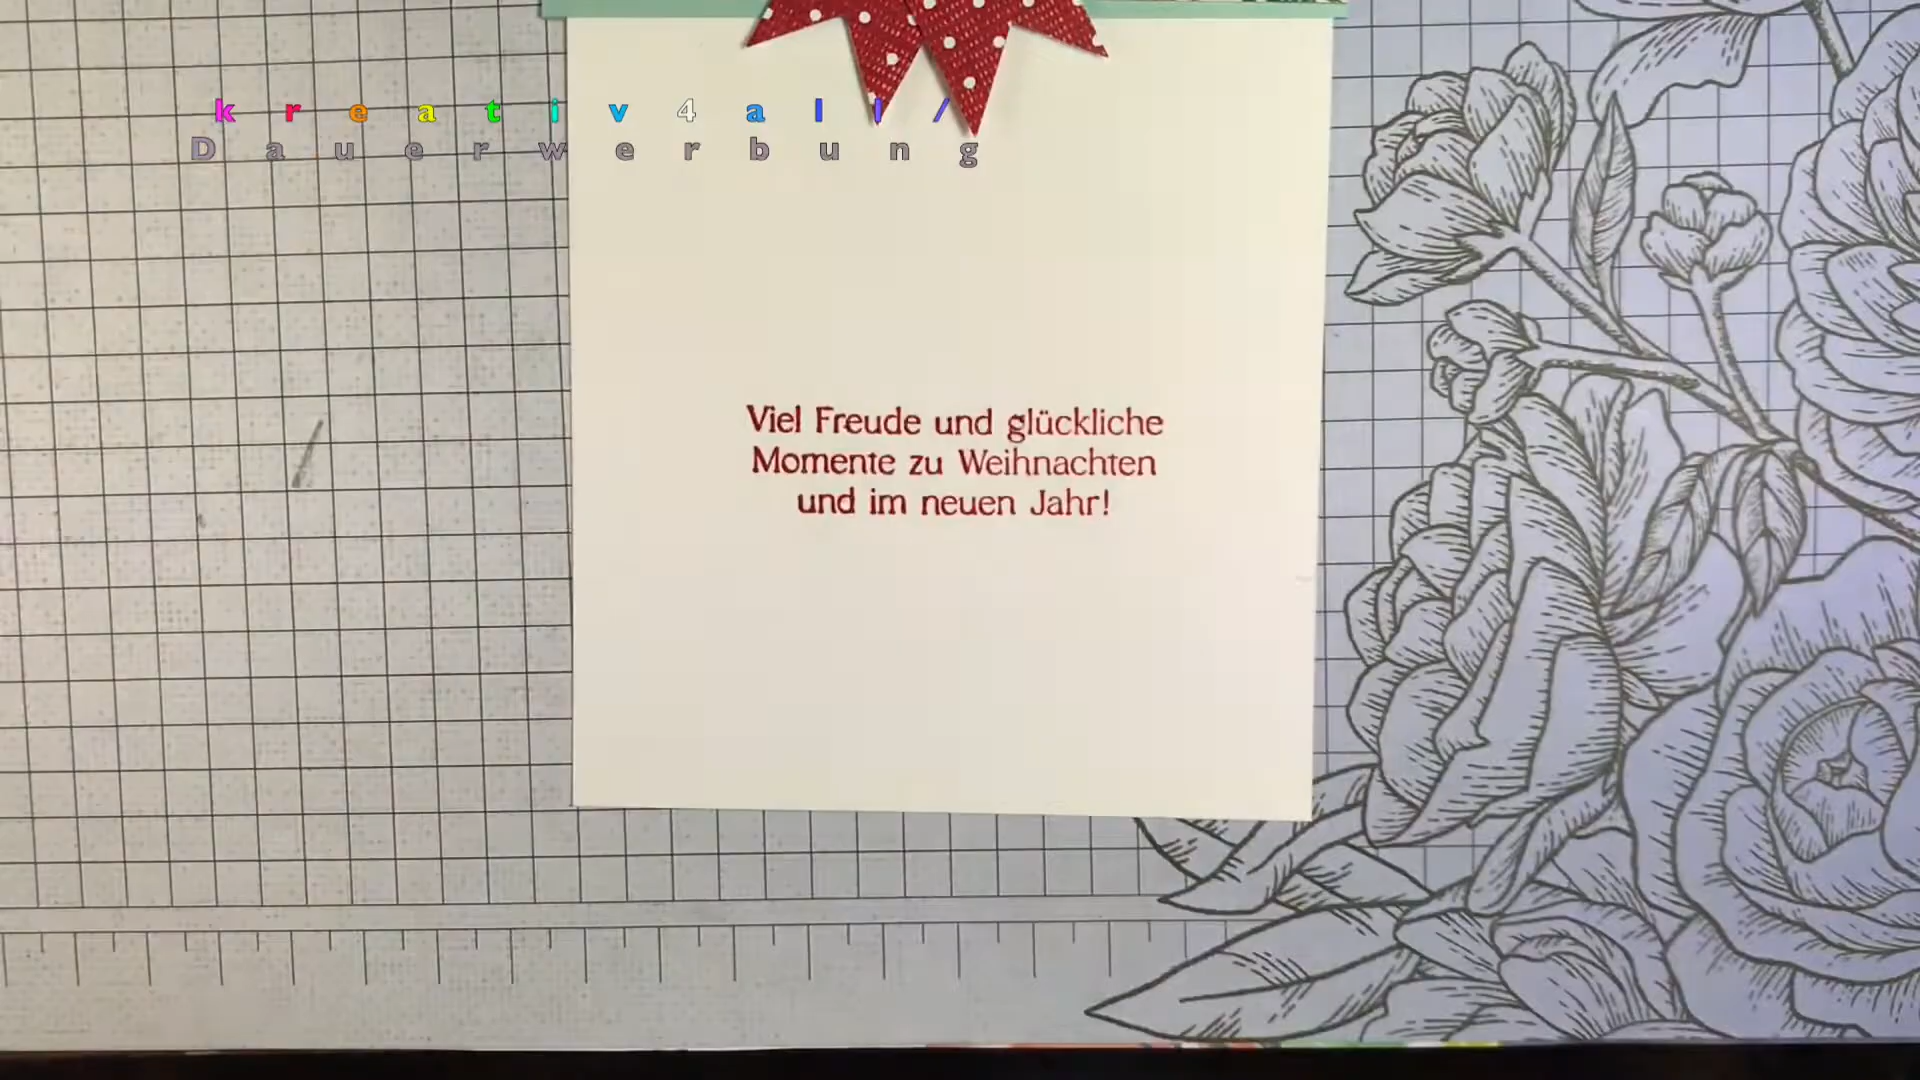 kreativ4all/
Dauerwerbung
Viel Freude und glückliche
Momente zu Weihnachten
und im neuen Jahr!